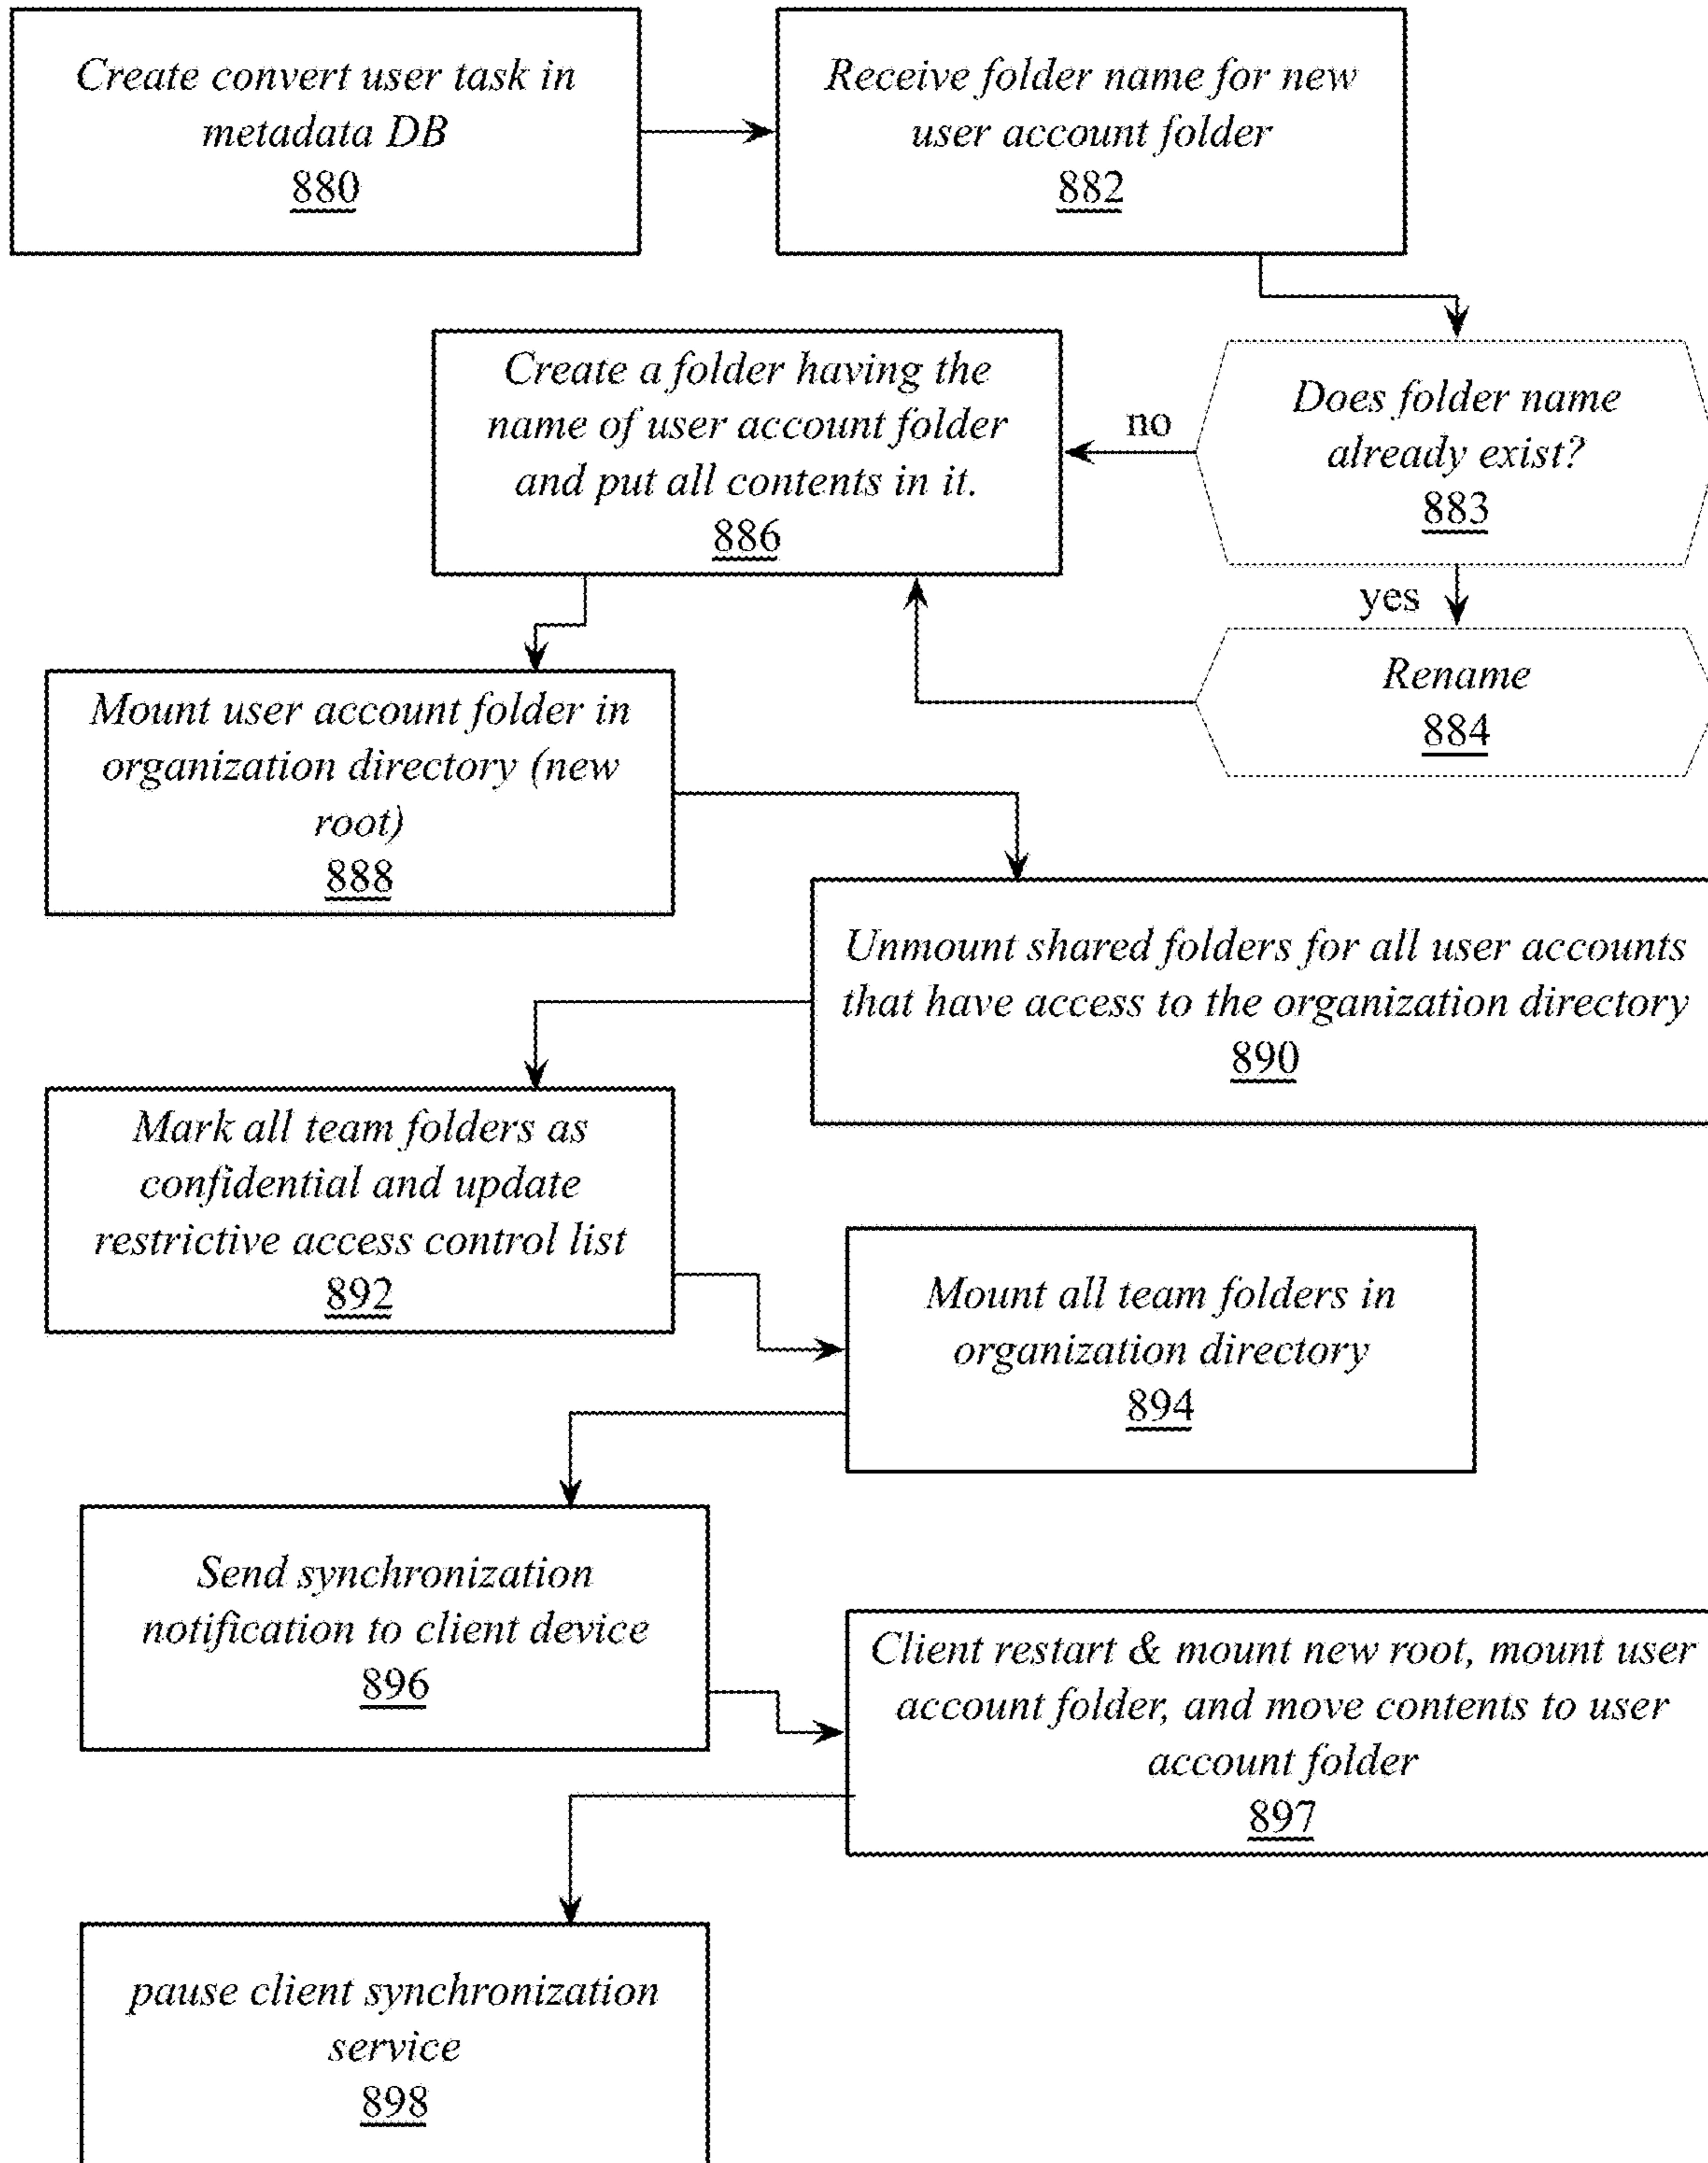 Create convert user task in
metadata DB
880
Receive folder name for new
user account folder
882
Does folder name
already exist?
883
no
yes
Rename
884
Create a folder having the
name of user account folder
and put all contents in it.
886
Mount user account folder in
organization directory (new
root)
888
Unmount shared folders for all user accounts
that have access to the organization directory
890
Mark all team folders as
confidential and update
restrictive access control list
892
Mount all team folders in
organization directory
894
Send synchronization
notification to client device
896
Client restart & mount new root, mount user
account folder, and move contents to user
account folder
897
pause client synchronization
service
898